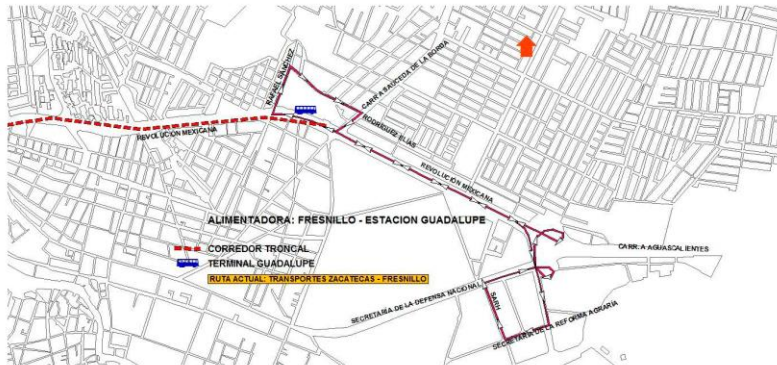 RAFAEL SANCHEZ
CARR. A SAUCEDA DE LA BORDA
RODRIGUEZ ELIAS
REVOLUCION MEXICANA
REVOLUCION MEXICANA
ALIMENTADORA: FRESNILLO - ESTACION GUADALUPE
CORREDOR TRONCAL
TERMINAL GUADALUPE
RUTA ACTUAL: TRANSPORTES ZACATECAS - FRESNILLO
CARR. A AGUASCALIENTES
SECRETARIA DE LA DEFENSA NACIONAL
SARH
SECRETARIA DE LA REFORMA AGRARIA